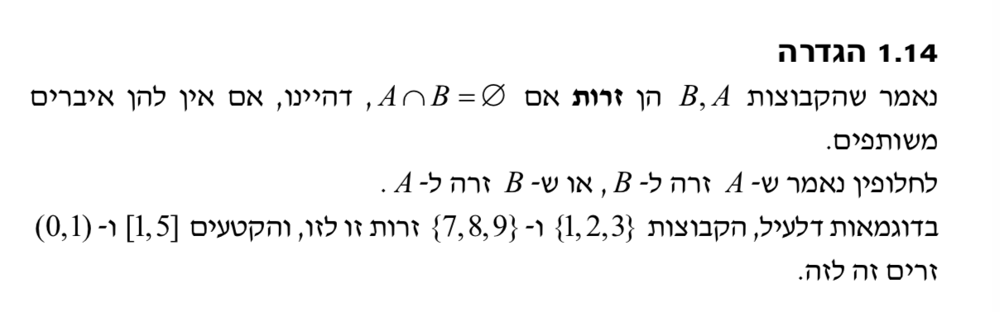 1.14 הגדרה
נאמר שהקבוצות B, A הן זרות אם A∩B=∅, דהיינו, אם אין להן איברים
משותפים.
לחלופין נאמר ש- A זרה ל- B, או ש- B זרה ל- A.
בדוגמאות דלעיל, הקבוצות {1,2,3} ו- {7,8,9} זרות זו לזו, והקטעים [1,5] ו- (0,1)
זרים זה לזה.